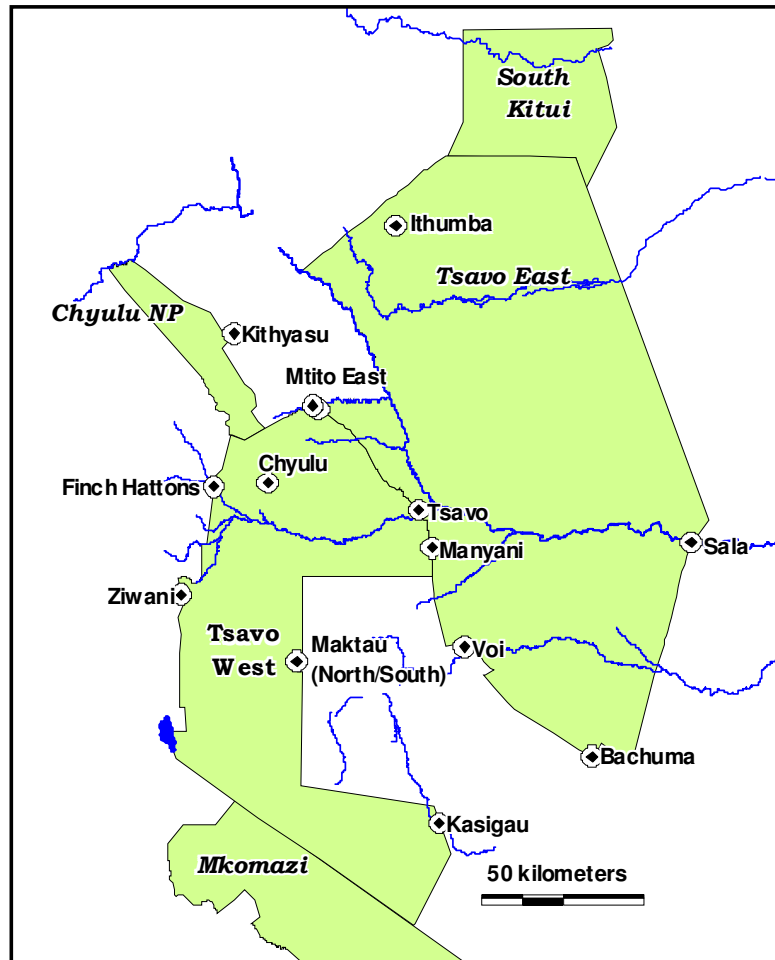 South
Kitui
Ithumba
Tsavo East
Chyulu NP
Kithyasu
Mtito East
Chyulu
Finch Hattons
Tsavo
Manyani
Sala
Ziwani
Tsavo
West
Maktau
(North/South)
Voi
Bachuma
Kasigau
Mkomazi
50 kilometers